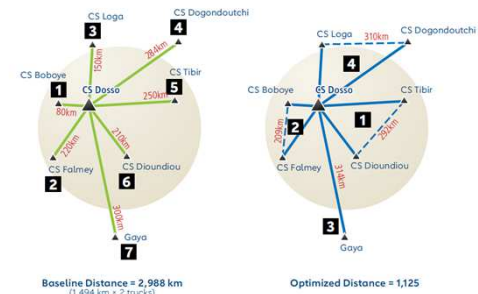 CS Loga
3
CS Dogondoutchi
4
150km
284km
CS Boboye
1
80km
CS Dosso
CS Tibir
5
250km
220km
210km
CS Falmey
2
CS Dioundiou
6
300km
Gaya
7
Baseline Distance = 2,988 km
(1,494 km × 2 trucks)
CS Loga
310km
CS Dogondoutchi
4
CS Boboye
CS Dosso
CS Tibir
2
1
209km
292km
CS Falmey
CS Dioundiou
314km
3
Gaya
Optimized Distance = 1,125